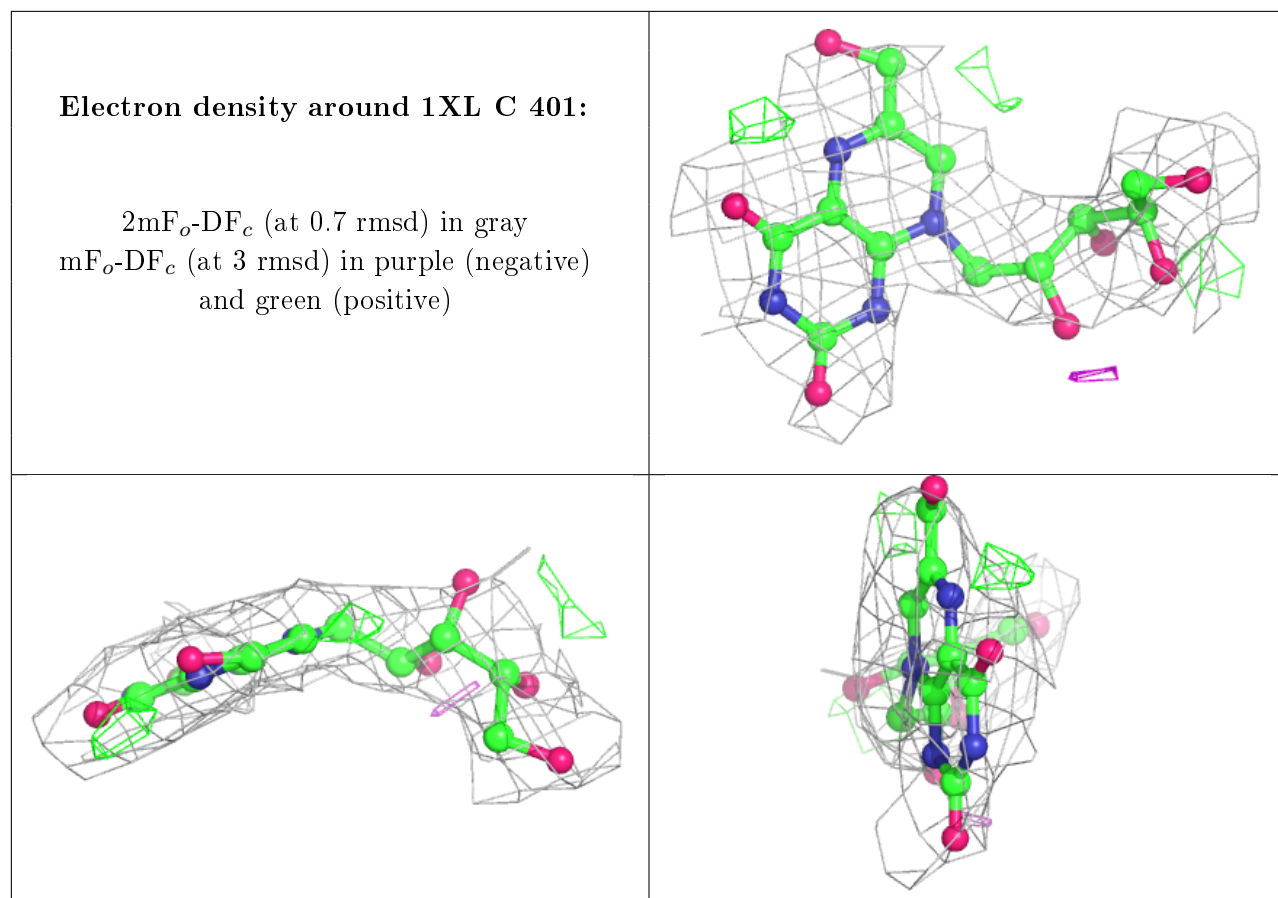 Electron density around 1XL C 401:
2mFo-DFc (at 0.7 rmsd) in gray
mFo-DFc (at 3 rmsd) in purple (negative)
and green (positive)